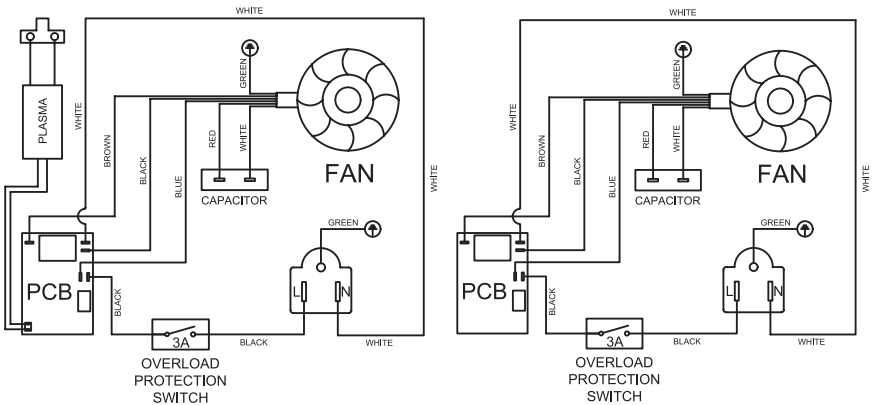 WHITE
PLASMA
WHITE
BROWN
BLACK
BLUE
RED
WHITE
GREEN
FAN
CAPACITOR
WHITE
GREEN
PCB
L
N
BLACK
3A
BLACK
WHITE
OVERLOAD
PROTECTION
SWITCH
WHITE
WHITE
BROWN
BLACK
BLUE
RED
WHITE
GREEN
FAN
CAPACITOR
WHITE
GREEN
PCB
L
N
BLACK
3A
BLACK
WHITE
OVERLOAD
PROTECTION
SWITCH